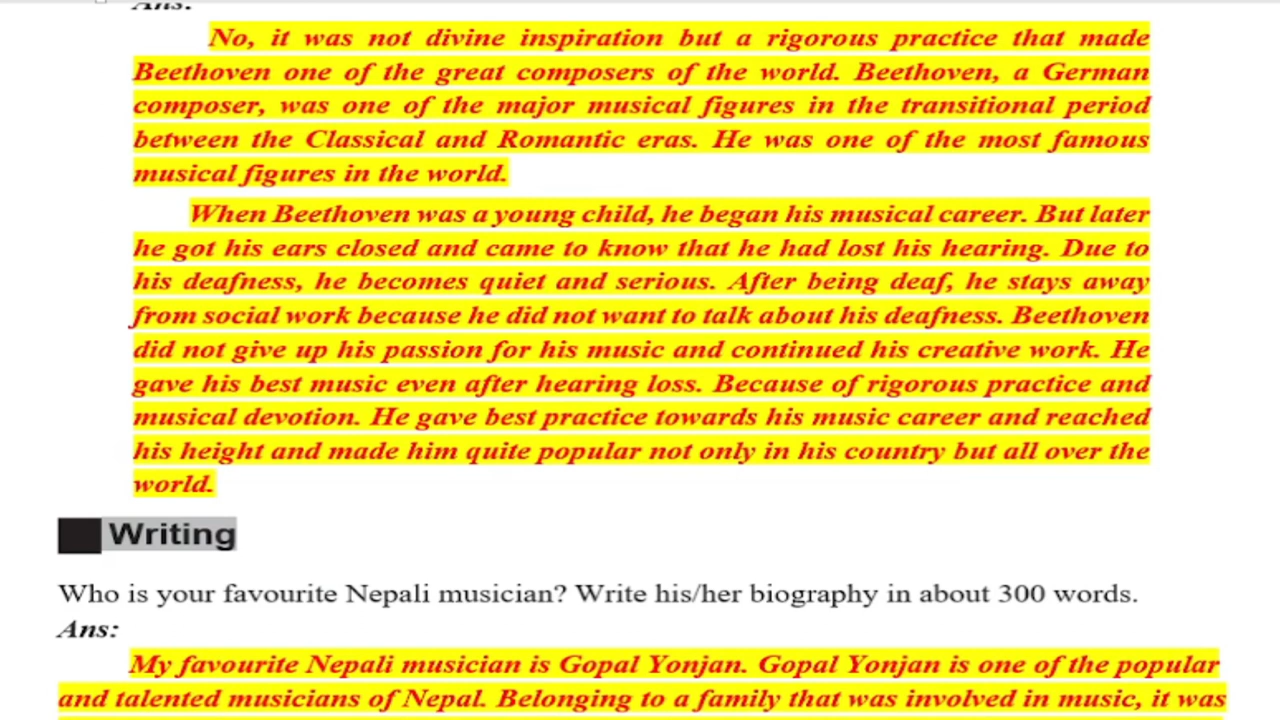 Ans:
No, it was not divine inspiration but a rigorous practice that made
Beethoven one of the great composers of the world. Beethoven, a German
composer, was one of the major musical figures in the transitional period
between the Classical and Romantic eras. He was one of the most famous
musical figures in the world.
When Beethoven was a young child, he began his musical career. But later
he got his ears closed and came to know that he had lost his hearing. Due to
his deafness, he becomes quiet and serious. After being deaf, he stays away
from social work because he did not want to talk about his deafness. Beethoven
did not give up his passion for his music and continued his creative work. He
gave his best music even after hearing loss. Because of rigorous practice and
musical devotion. He gave best practice towards his music career and reached
his height and made him quite popular not only in his country but all over the
world.
Writing
Who is your favourite Nepali musician? Write his/her biography in about 300 words.
Ans:
My favourite Nepali musician is Gopal Yonjan. Gopal Yonjan is one of the popular
and talented musicians of Nepal. Belonging to a family that was involved in music, it was